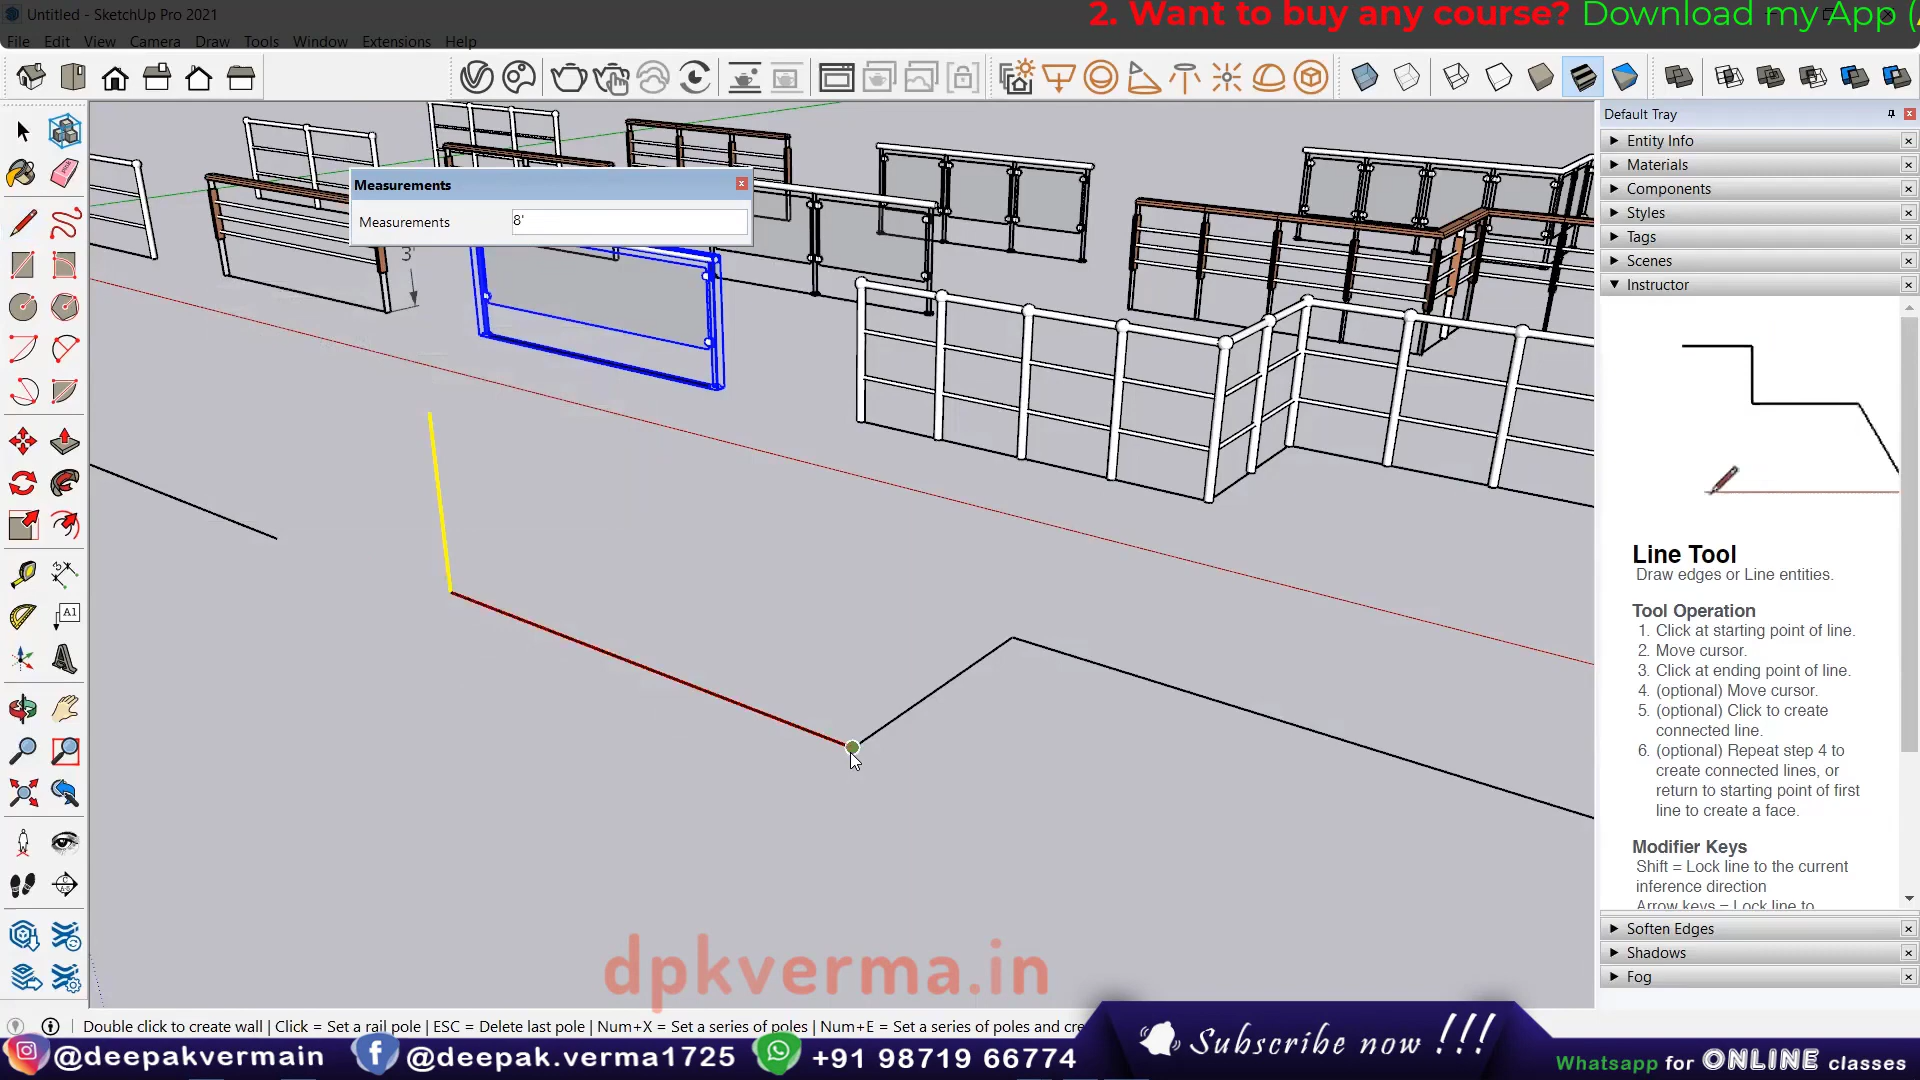 Untitled - SketchUp Pro 2021
2. Want to buy any course? Download my App (
File Edit View Camera Draw Tools Window Extensions Help
Default Tray
Entity Info
Materials
Components
Styles
Tags
Scenes
Instructor
Measurements
Measurements 8'
3'
A1
Line Tool
Draw edges or Line entities.
Tool Operation
1. Click at starting point of line.
2. Move cursor.
3. Click at ending point of line.
4. (optional) Move cursor.
5. (optional) Click to create
connected line.
6. (optional) Repeat step 4 to
create connected lines, or
return to starting point of first
line to create a face.
Modifier Keys
Shift = Lock line to the current
inference direction
Arrow keys = Lock line to
Soften Edges
Shadows
Fog
dpkverma.in
Double click to create wall | Click = Set a rail pole | ESC = Delete last pole | Num+X = Set a series of poles | Num+E = Set a series of poles and cre
@deepakvermain @deepak.verma1725 +91 98719 66774
Subscribe now !!!
Whatsapp for ONLINE classes